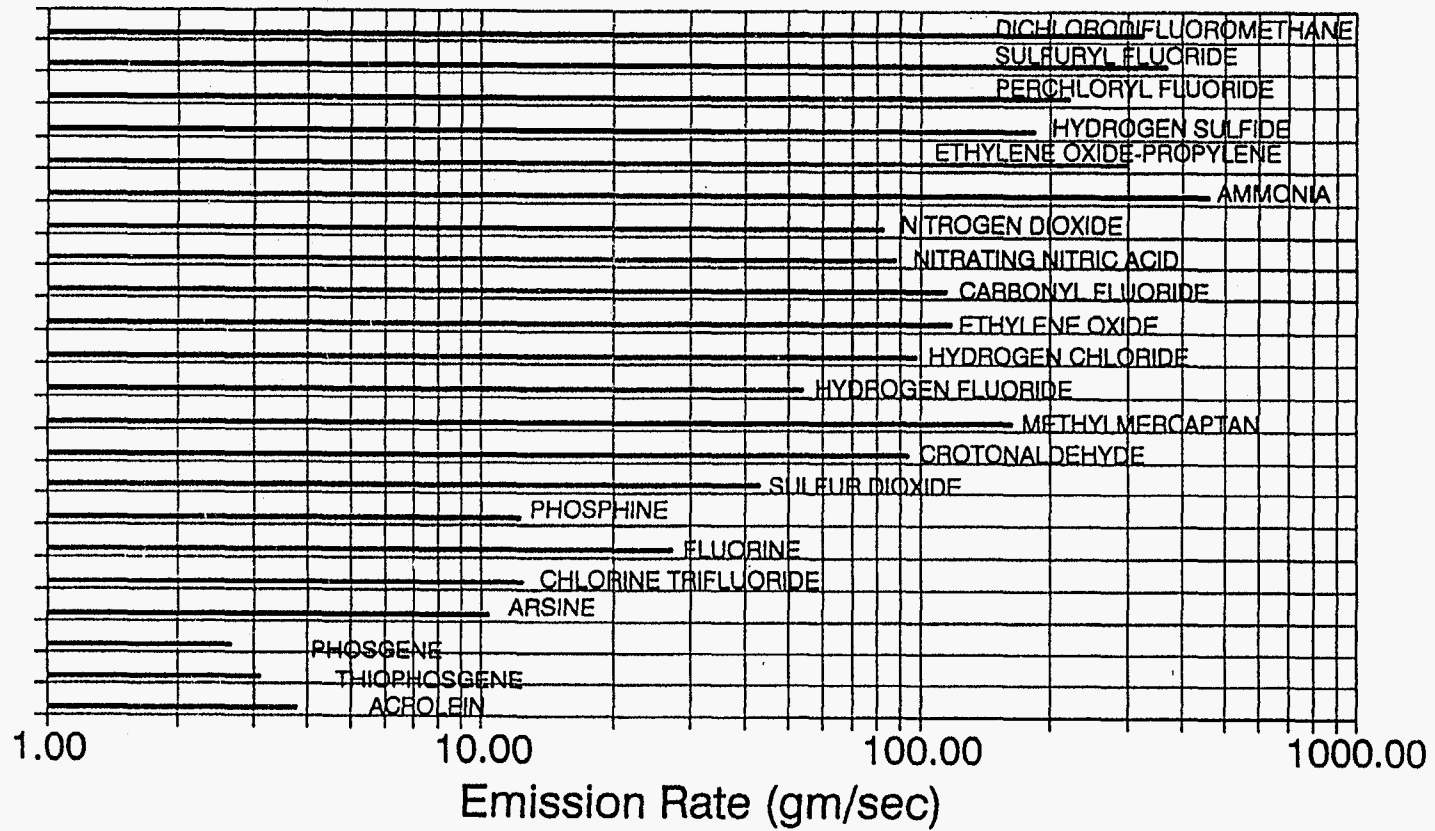 DICHLORODIFLUOROMETHANE
SULFURYL FLUORIDE
PERCHLORYL FLUORIDE
HYDROGEN SULFIDE
ETHYLENE OXIDE-PROPYLENE
AMMONIA
NITROGEN DIOXIDE
NITRATING NITRIC ACID
CARBONYL FLUORIDE
ETHYLENE OXIDE
HYDROGEN CHLORIDE
HYDROGEN FLUORIDE
METHYLMERCAPTAN
CROTONALDEHYDE
SULFUR DIOXIDE
PHOSPHINE
FLUORINE
CHLORINE TRIFLUORIDE
ARSINE
PHOSGENE
THIOPHOSGENE
ACROLEIN
1.00 10.00 100.00 1000.00
Emission Rate (gm/sec)